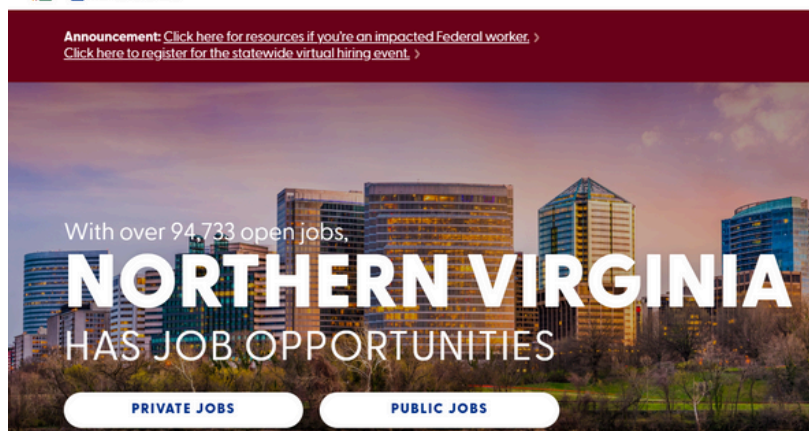 Announcement: Click here for resources if you're an impacted Federal worker. >
Click here to register for the statewide virtual hiring event. >
With over 94,733 open jobs,
NORTHERN VIRGINIA
HAS JOB OPPORTUNITIES
PRIVATE JOBS
PUBLIC JOBS